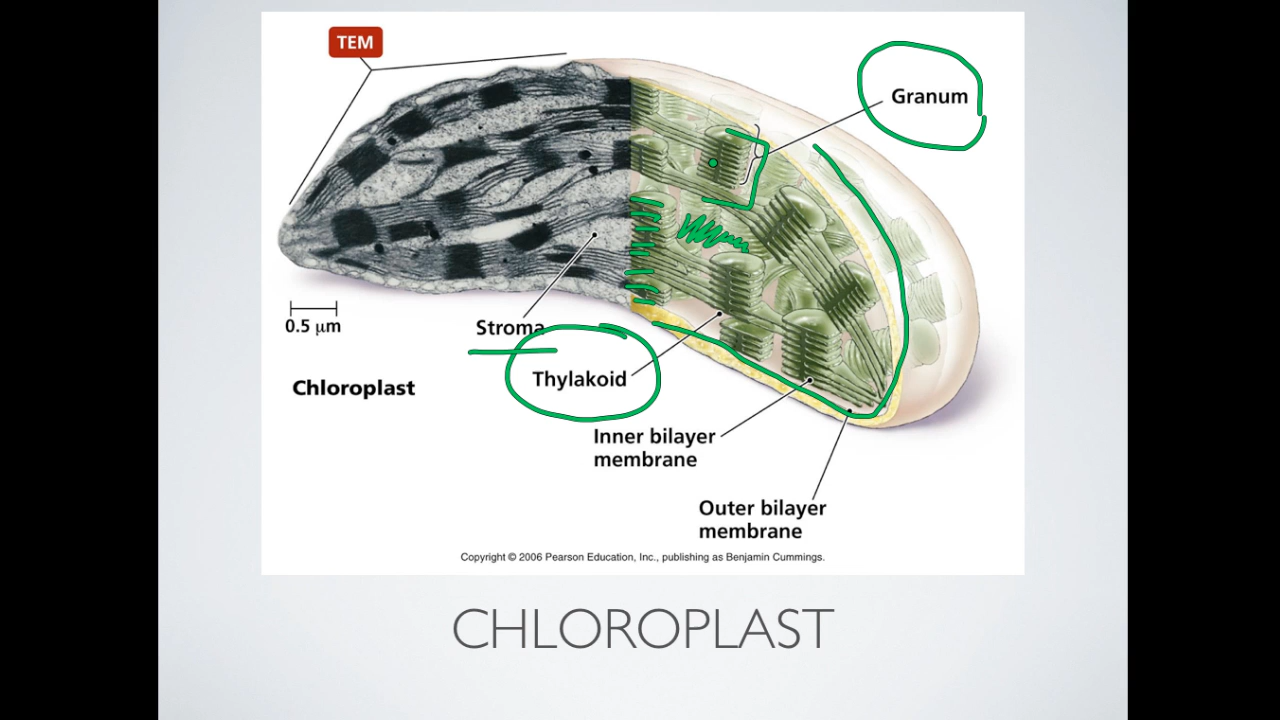 TEM
Granum
0.5 µm
Stroma
Chloroplast
Thylakoid
Inner bilayer
membrane
Outer bilayer
membrane
Copyright © 2006 Pearson Education, Inc., publishing as Benjamin Cummings.
CHLOROPLAST